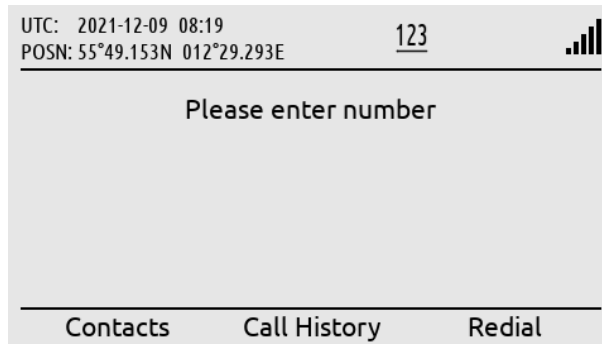 UTC: 2021-12-09 08:19
POSN: 55°49.153N 012°29.293E
123
Please enter number
Contacts Call History Redial